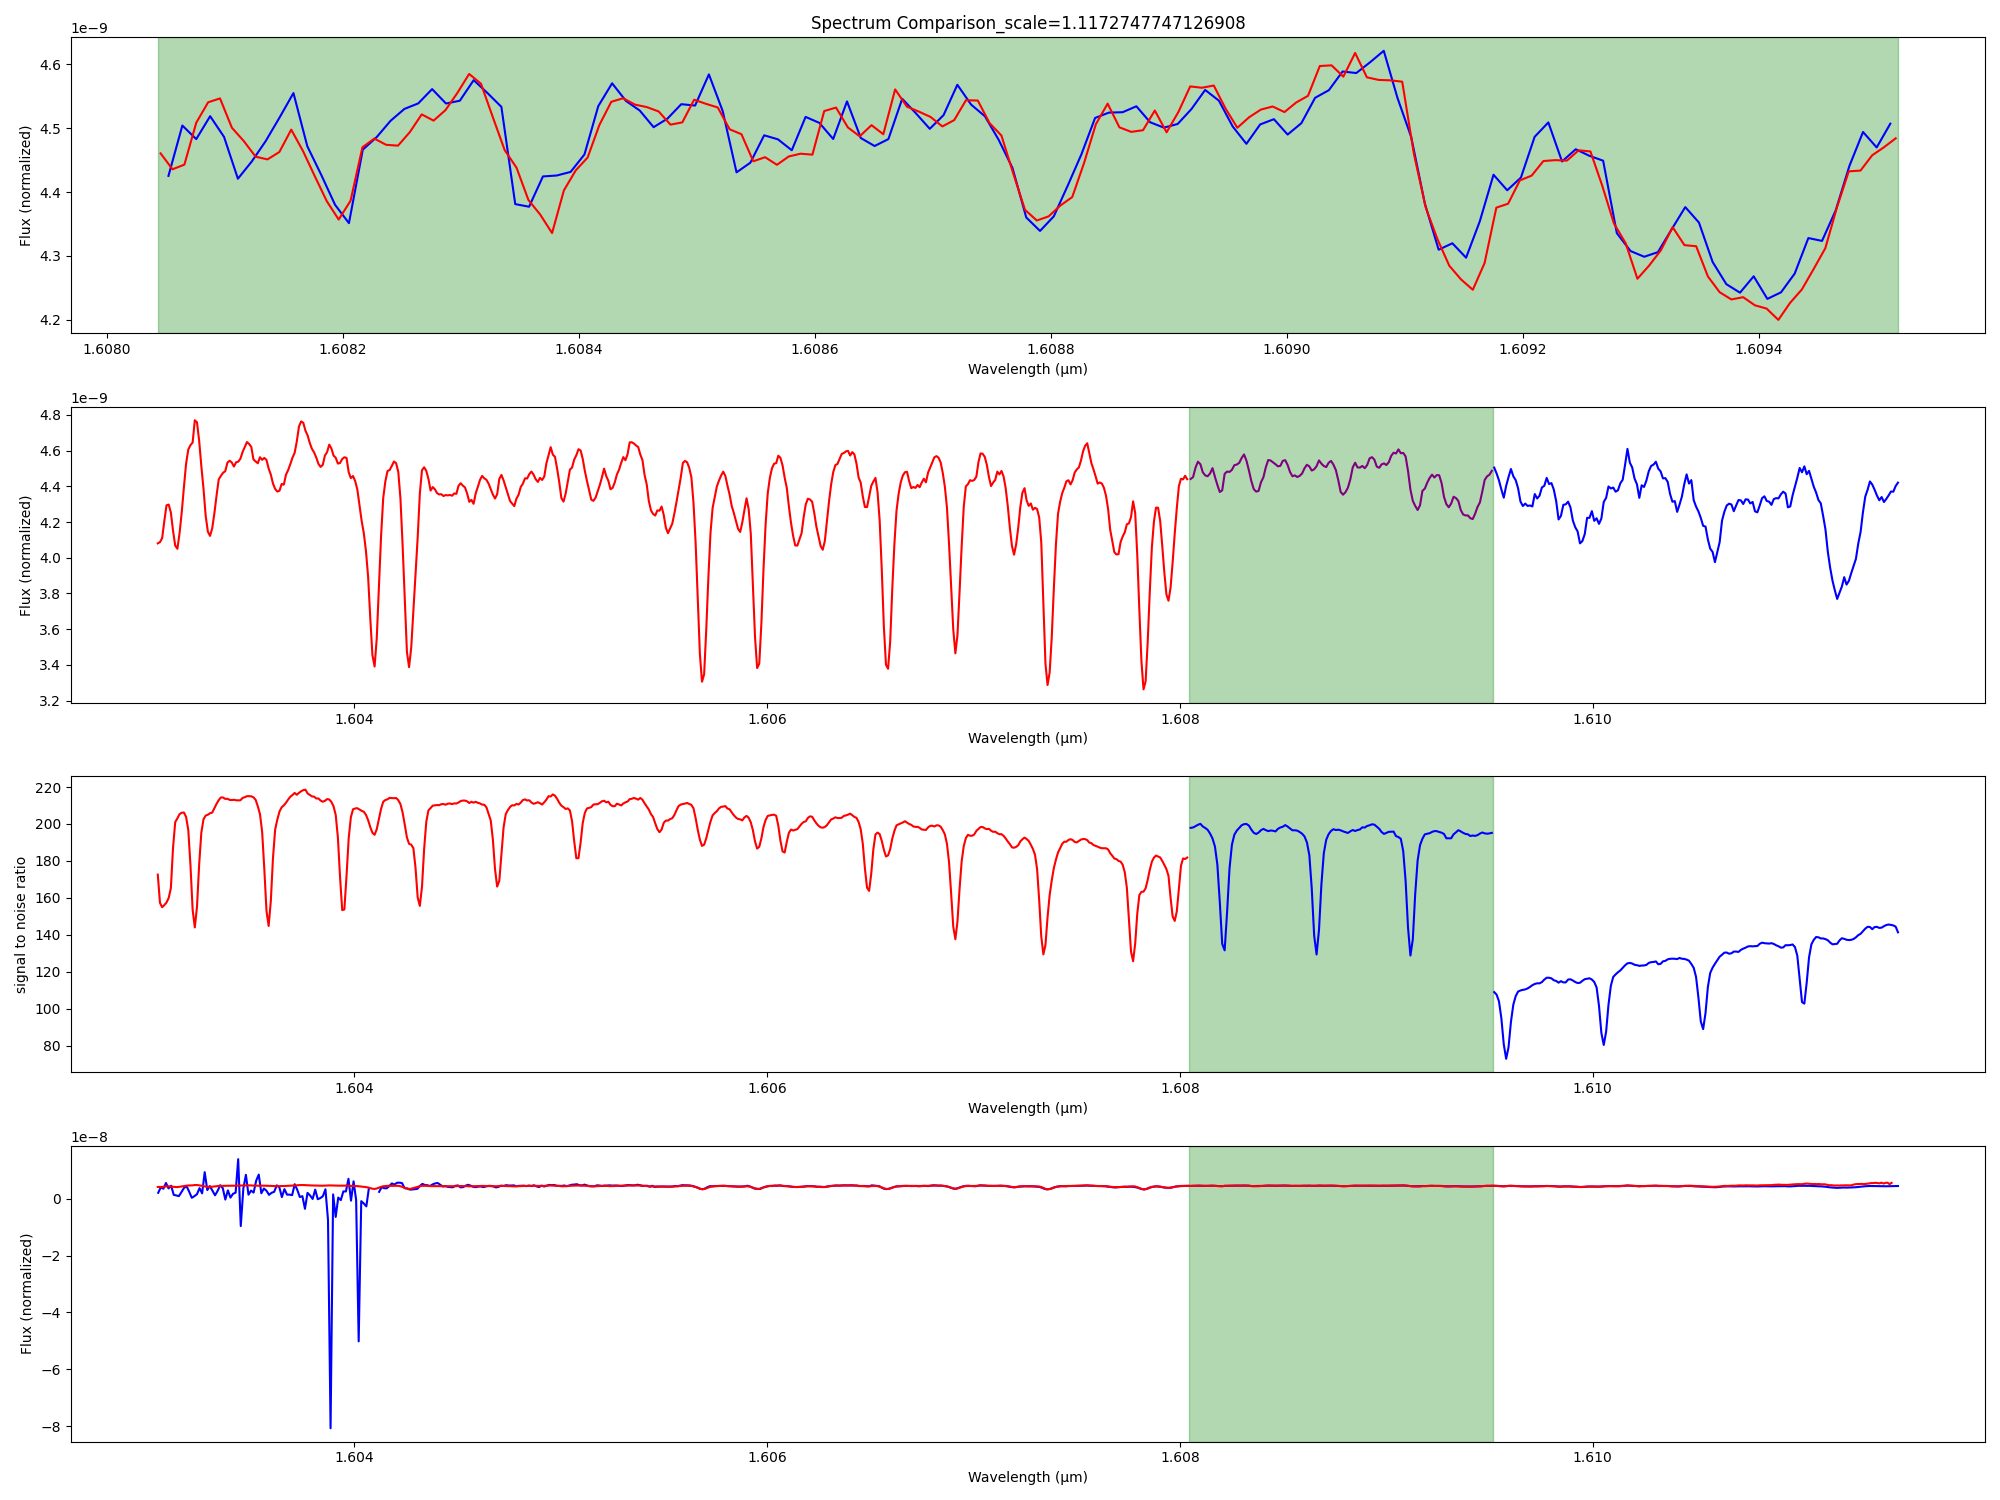 Spectrum Comparison_scale=1.1172747747126908
1e−9
4.6
4.5
4.4
4.3
4.2
Flux (normalized)
1.6080 1.6082 1.6084 1.6086 1.6088 1.6090 1.6092 1.6094
Wavelength (μm)
1e−9
4.8
4.6
4.4
4.2
4.0
3.8
3.6
3.4
3.2
Flux (normalized)
1.604 1.606 1.608 1.610
Wavelength (μm)
220
200
180
160
140
120
100
80
signal to noise ratio
1.604 1.606 1.608 1.610
Wavelength (μm)
1e−8
0
−2
−4
−6
−8
Flux (normalized)
1.604 1.606 1.608 1.610
Wavelength (μm)